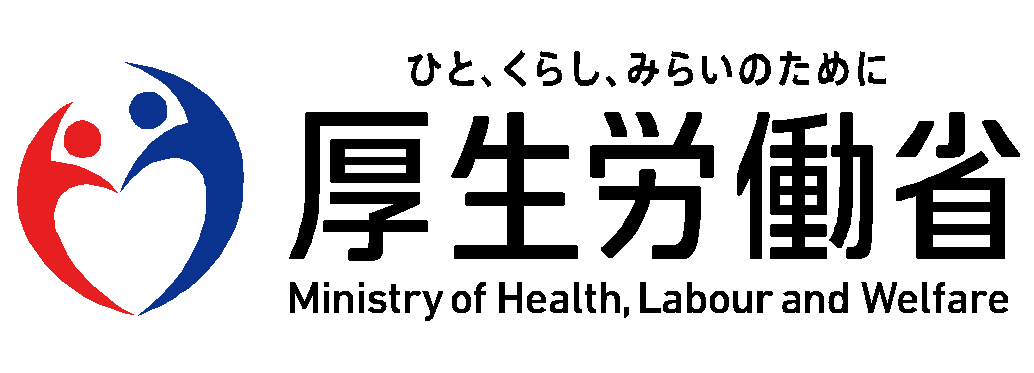 ひと、くらし、みらいのために
厚生労働省
Ministry of Health, Labour and Welfare